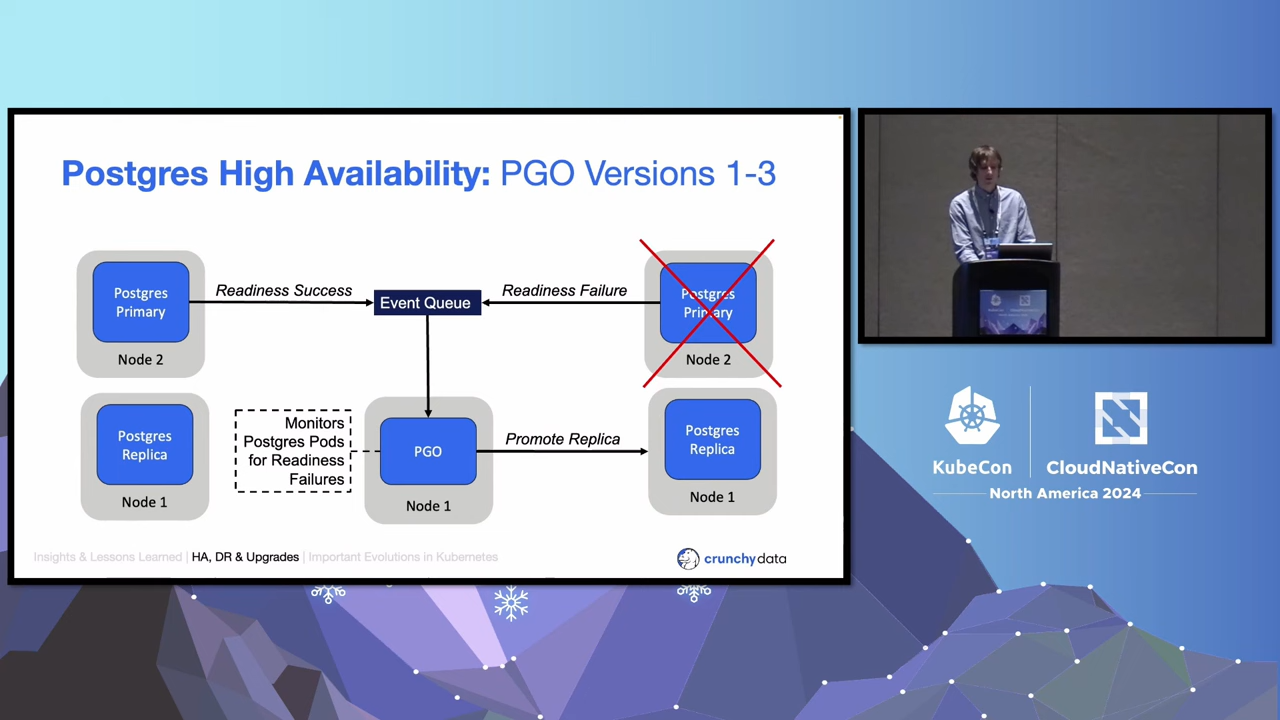 Postgres High Availability: PGO Versions 1-3
Postgres
Primary
Node 2
Readiness Success
Event Queue
Readiness Failure
Postgres
Primary
Node 2
Postgres
Replica
Node 1
Monitors
Postgres Pods
for Readiness
Failures
PGO
Node 1
Promote Replica
Postgres
Replica
Node 1
Insights & Lessons Learned | HA, DR & Upgrades | Important Evolutions in Kubernetes
crunchydata
KubeCon
CloudNativeCon
North America 2024